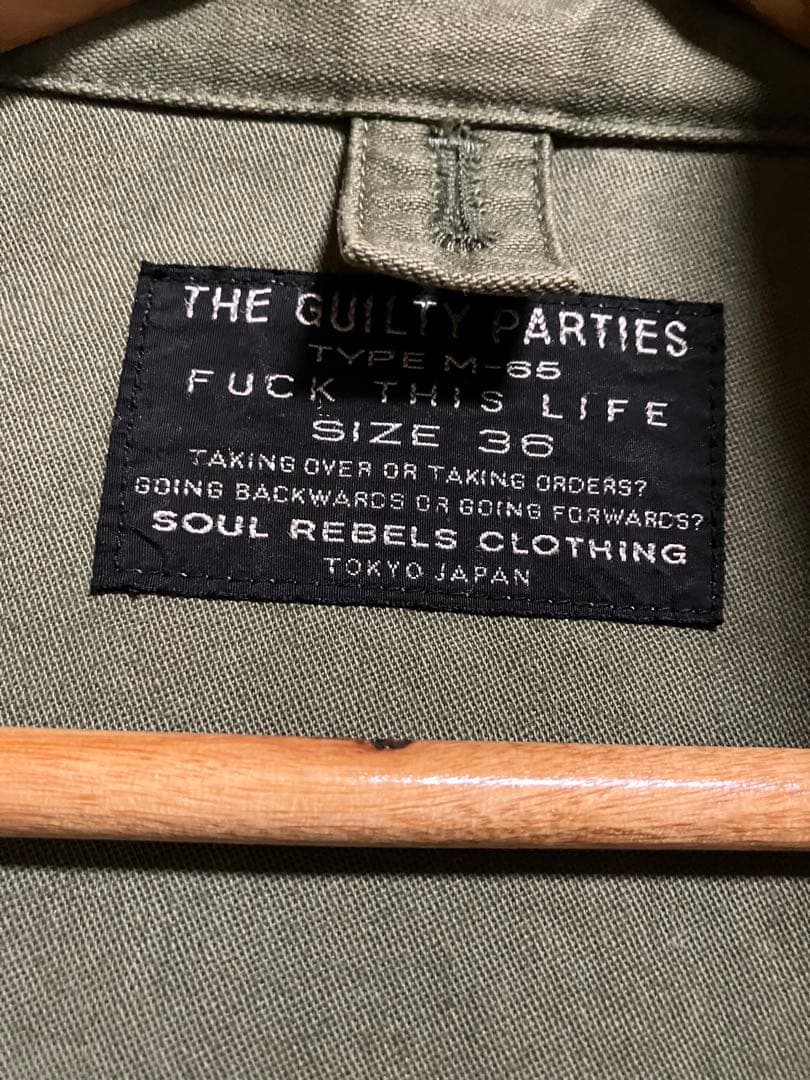 THE GUILTY PARTIES
TYPE M-65
FUCK THIS LIFE
SIZE 36
TAKING OVER OR TAKING ORDERS?
GOING BACKWARDS OR GOING FORWARDS?
SOUL REBELS CLOTHING
TOKYO JAPAN